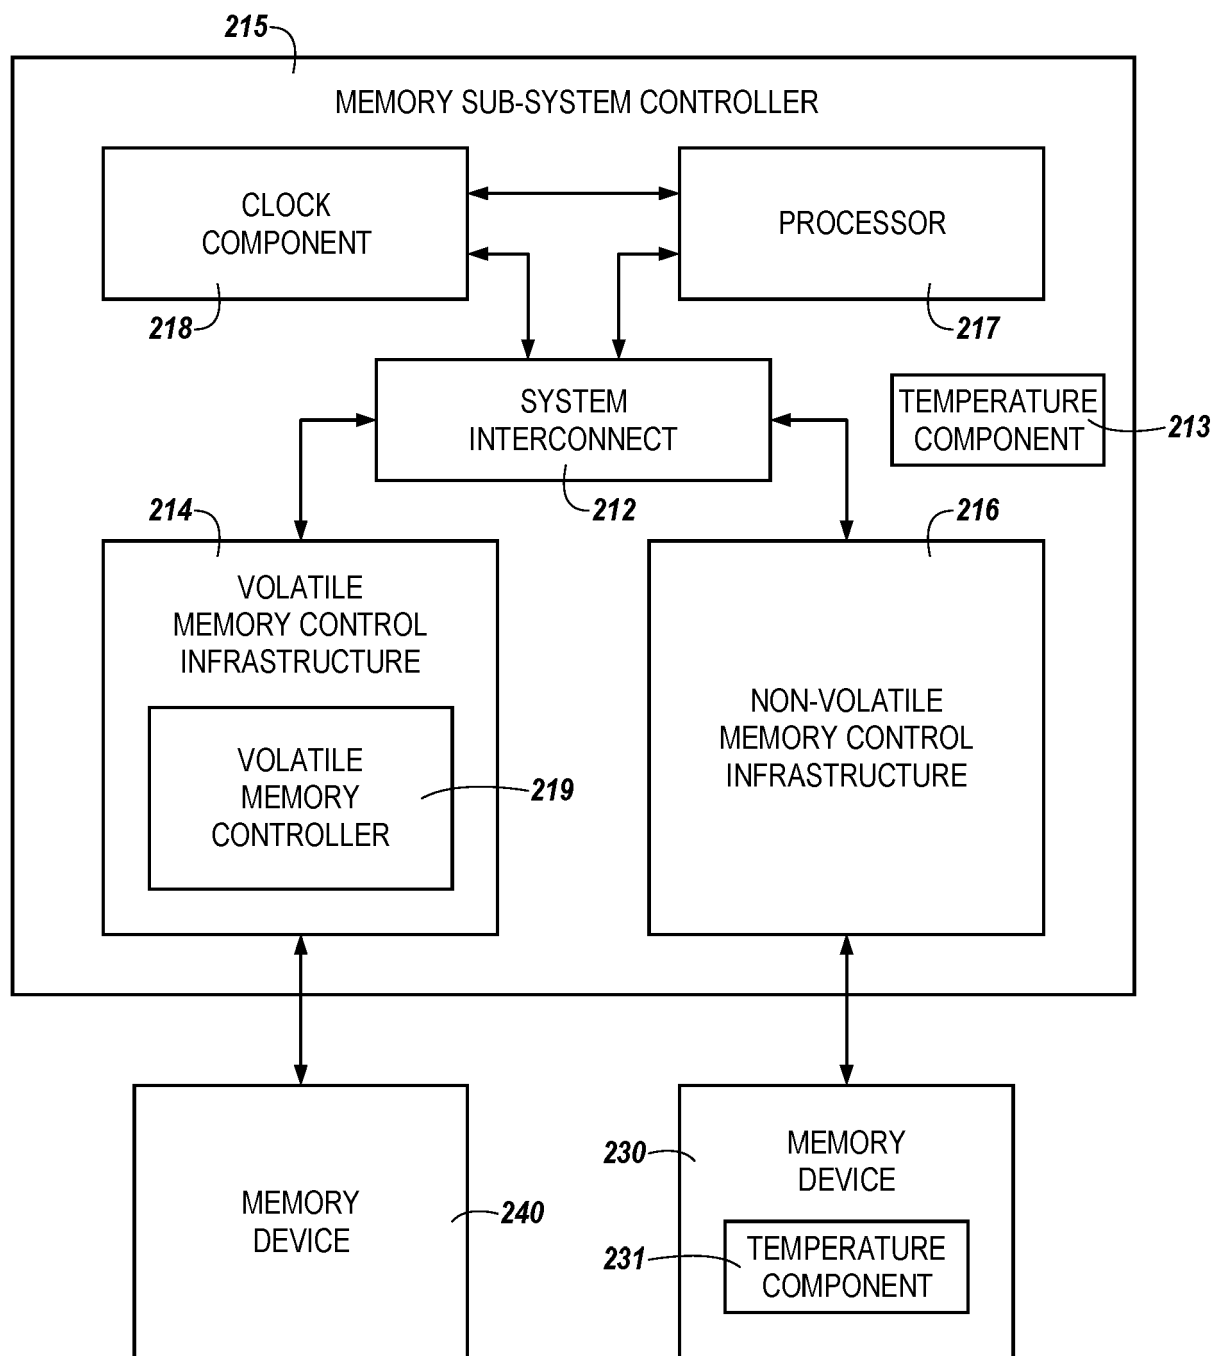 215
MEMORY SUB-SYSTEM CONTROLLER
CLOCK
COMPONENT
218
PROCESSOR
217
SYSTEM
INTERCONNECT
212
TEMPERATURE
COMPONENT
213
214
VOLATILE
MEMORY CONTROL
INFRASTRUCTURE
VOLATILE
MEMORY
CONTROLLER
219
216
NON-VOLATILE
MEMORY CONTROL
INFRASTRUCTURE
MEMORY
DEVICE
240
230
MEMORY
DEVICE
231
TEMPERATURE
COMPONENT